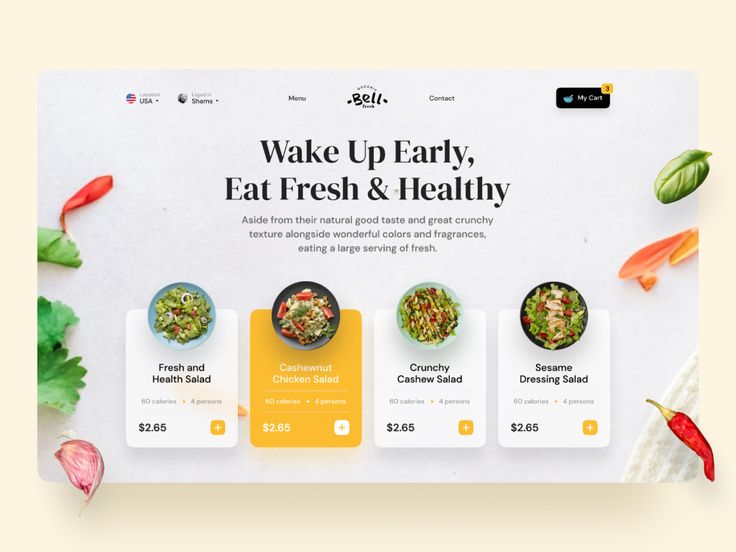 Location
USA
Loged in
Shams
Menu
ORGANIC
Bell
fresh
Contact
My Cart
3
Wake Up Early,
Eat Fresh & Healthy
Aside from their natural good taste and great crunchy
texture alongside wonderful colors and fragrances,
eating a large serving of fresh.
Fresh and
Health Salad
60 calories • 4 persons
$2.65
+
Cashewnut
Chicken Salad
60 calories • 4 persons
$2.65
+
Crunchy
Cashew Salad
60 calories • 4 persons
$2.65
+
Sesame
Dressing Salad
60 calories • 4 persons
$2.65
+